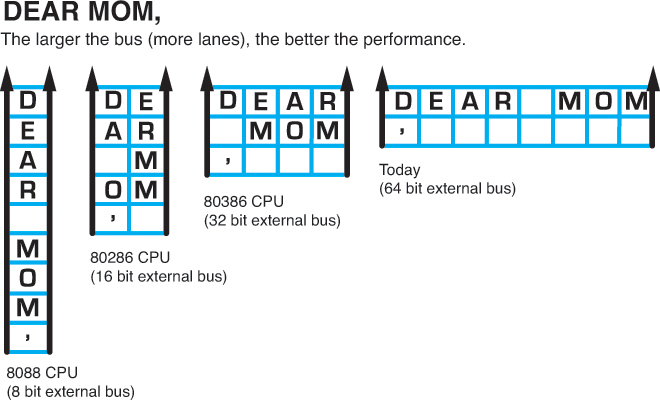 DEAR MOM,
The larger the bus (more lanes), the better the performance.
D
E
A
R
M
O
M
,
8088 CPU
(8 bit external bus)
D E
A R
M
O M
,
80286 CPU
(16 bit external bus)
D E A R
M O M
,
80386 CPU
(32 bit external bus)
D E A R M O M
,
Today
(64 bit external bus)